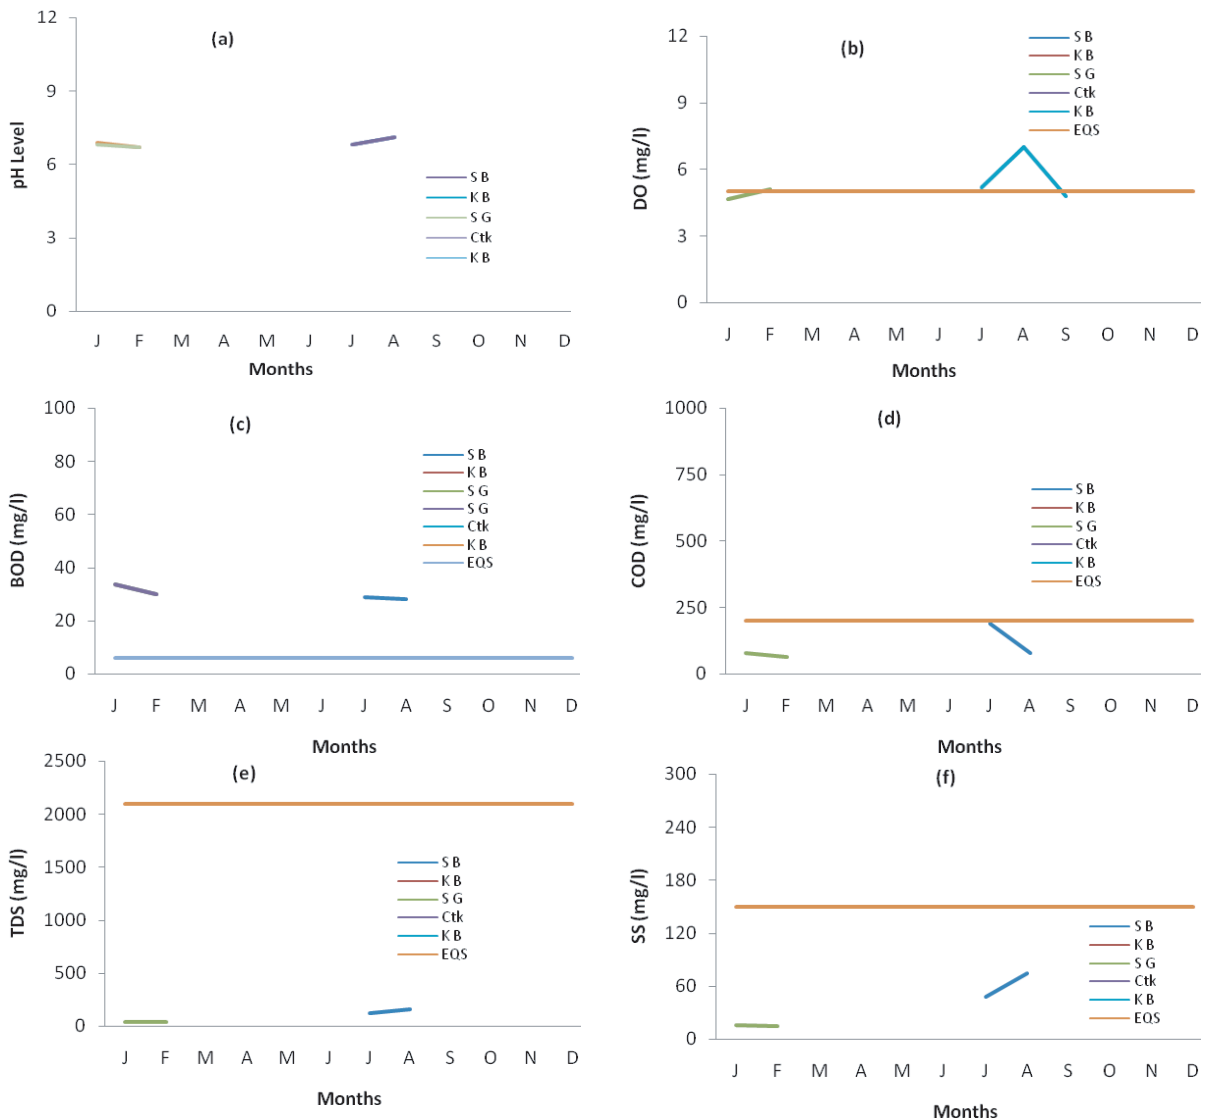 (a)
12
9
6
3
0
pH Level
S B
K B
S G
Ctk
K B
J F M A M J J A S O N D
Months
(b)
12
9
6
3
0
DO (mg/l)
S B
K B
S G
Ctk
K B
EQS
J F M A M J J A S O N D
Months
(c)
100
80
60
40
20
0
BOD (mg/l)
S B
K B
S G
S G
Ctk
K B
EQS
J F M A M J J A S O N D
Months
(d)
1000
750
500
250
0
COD (mg/l)
S B
K B
S G
Ctk
K B
EQS
J F M A M J J A S O N D
Months
(e)
2500
2000
1500
1000
500
0
TDS (mg/l)
S B
K B
S G
Ctk
K B
EQS
J F M A M J J A S O N D
Months
(f)
300
240
180
120
60
0
SS (mg/l)
S B
K B
S G
Ctk
K B
EQS
J F M A M J J A S O N D
Months